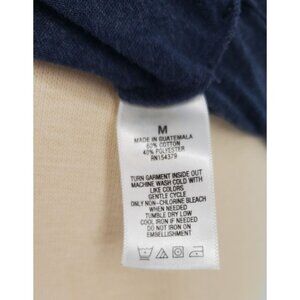 M
MADE IN GUATEMALA
60% COTTON
40% POLYESTER
RN154379
TURN GARMENT INSIDE OUT
MACHINE WASH COLD WITH
LIKE COLORS
GENTLE CYCLE
ONLY NON-CHLORINE BLEACH
WHEN NEEDED
TUMBLE DRY LOW
COOL IRON IF NEEDED
DO NOT IRON ON
EMBELLISHMENT